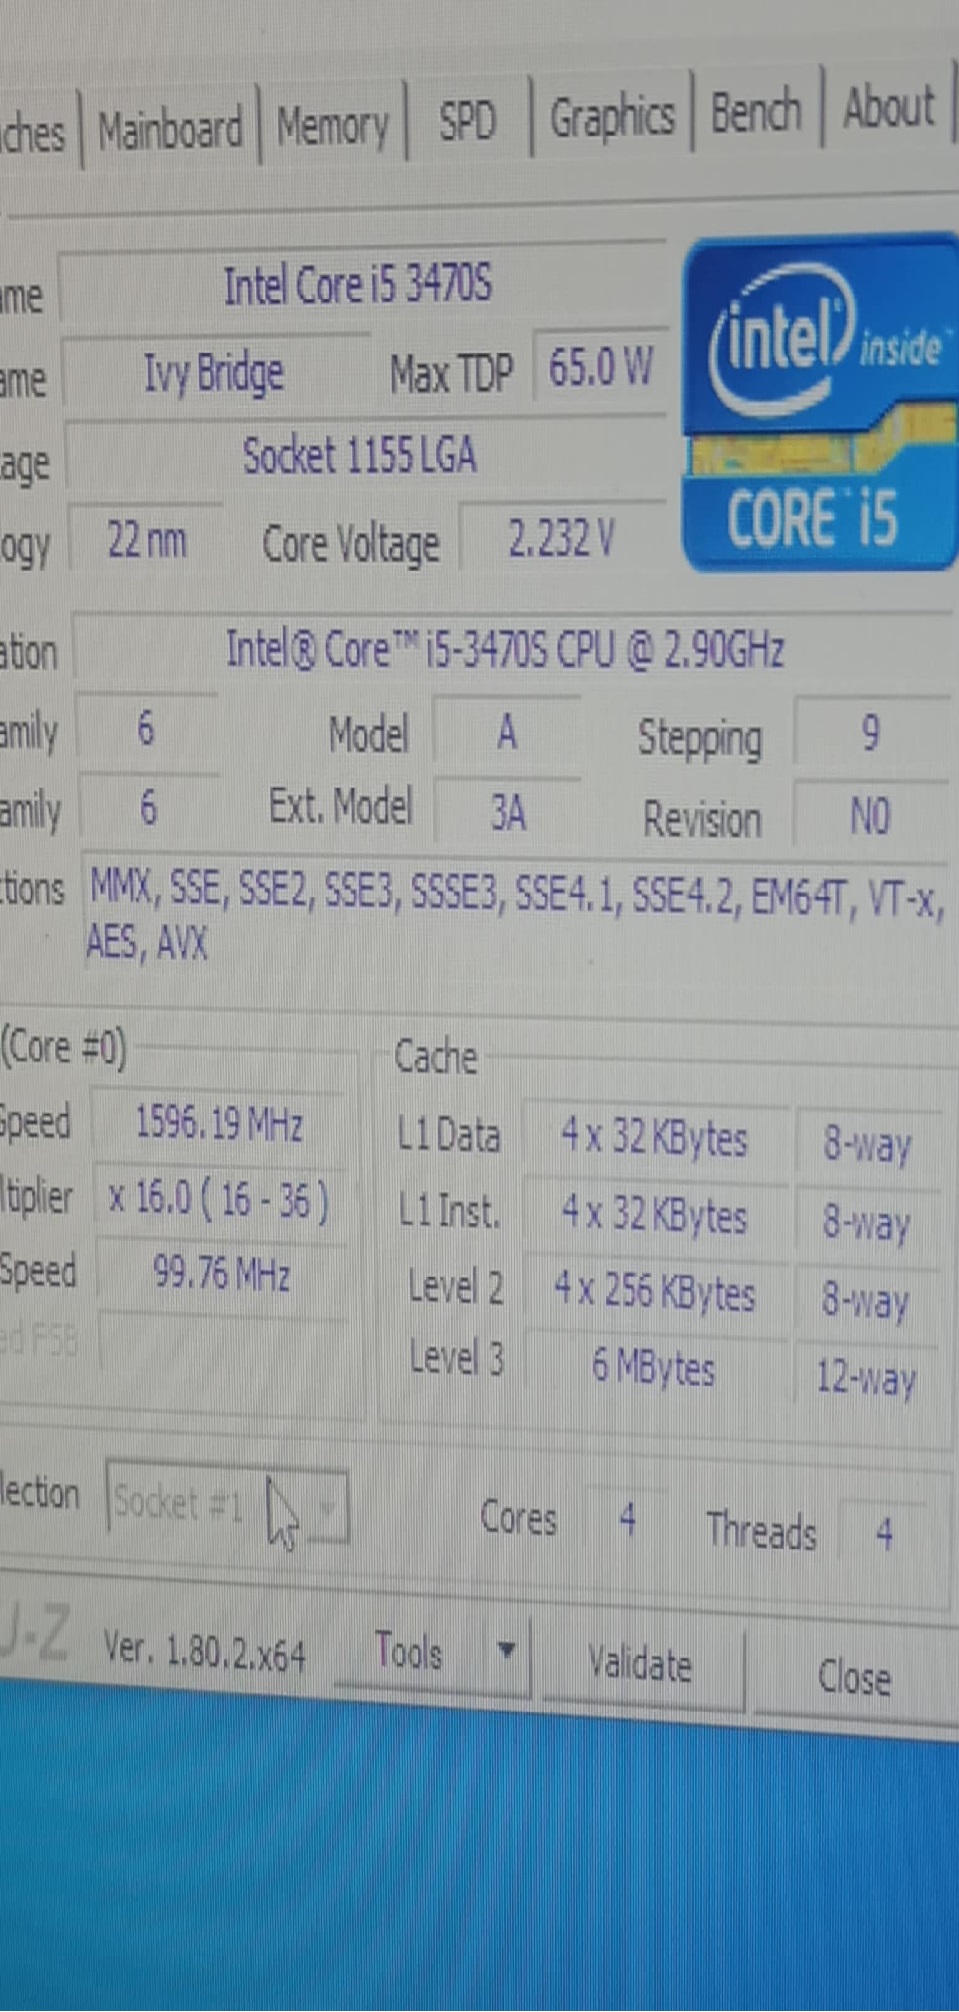 ches Mainboard Memory SPD Graphics Bench About
ame Intel Core i5 3470S
intel inside™
ame Ivy Bridge Max TDP 65.0 W
age Socket 1155 LGA
ogy 22 nm Core Voltage 2.232 V
CORE™ i5
ation Intel® Core™ i5-3470S CPU @ 2.90GHz
amily 6 Model A Stepping 9
amily 6 Ext. Model 3A Revision N0
ctions MMX, SSE, SSE2, SSE3, SSSE3, SSE4.1, SSE4.2, EM64T, VT-x,
AES, AVX
(Core #0) Cache
Speed 1596.19 MHz L1 Data 4 x 32 KBytes 8-way
ltiplier x 16.0 ( 16 - 36 ) L1 Inst. 4 x 32 KBytes 8-way
Speed 99.76 MHz Level 2 4 x 256 KBytes 8-way
ed FSB Level 3 6 MBytes 12-way
lection Socket #1 Cores 4 Threads 4
U-Z Ver. 1.80.2.x64 Tools Validate Close